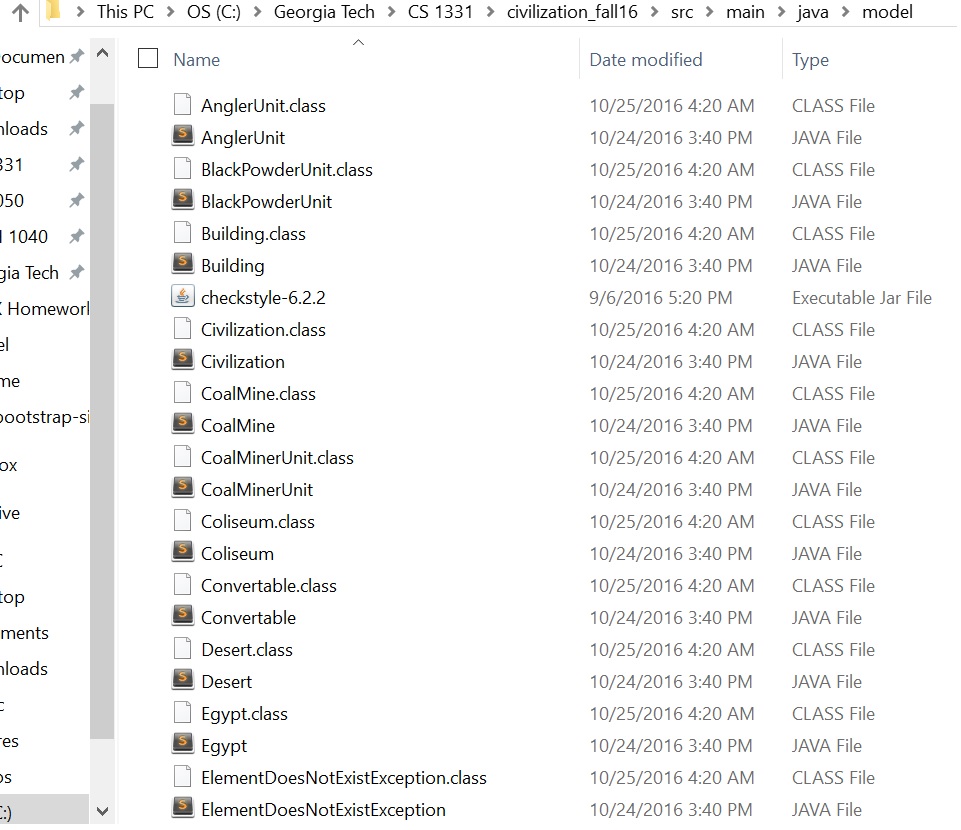 This PC > OS (C:) > Georgia Tech > CS 1331 > civilization_fall16 > src > main > java > model
Name Date modified Type
ocumen
top
nloads
331
050
1040
gia Tech
Homework
el
me
bootstrap-si
ox
ive
top
ments
nloads
c
res
os
C:)
AnglerUnit.class 10/25/2016 4:20 AM CLASS File
AnglerUnit 10/24/2016 3:40 PM JAVA File
BlackPowderUnit.class 10/25/2016 4:20 AM CLASS File
BlackPowderUnit 10/24/2016 3:40 PM JAVA File
Building.class 10/25/2016 4:20 AM CLASS File
Building 10/24/2016 3:40 PM JAVA File
checkstyle-6.2.2 9/6/2016 5:20 PM Executable Jar File
Civilization.class 10/25/2016 4:20 AM CLASS File
Civilization 10/24/2016 3:40 PM JAVA File
CoalMine.class 10/25/2016 4:20 AM CLASS File
CoalMine 10/24/2016 3:40 PM JAVA File
CoalMinerUnit.class 10/25/2016 4:20 AM CLASS File
CoalMinerUnit 10/24/2016 3:40 PM JAVA File
Coliseum.class 10/25/2016 4:20 AM CLASS File
Coliseum 10/24/2016 3:40 PM JAVA File
Convertable.class 10/25/2016 4:20 AM CLASS File
Convertable 10/24/2016 3:40 PM JAVA File
Desert.class 10/25/2016 4:20 AM CLASS File
Desert 10/24/2016 3:40 PM JAVA File
Egypt.class 10/25/2016 4:20 AM CLASS File
Egypt 10/24/2016 3:40 PM JAVA File
ElementDoesNotExistException.class 10/25/2016 4:20 AM CLASS File
ElementDoesNotExistException 10/24/2016 3:40 PM JAVA File